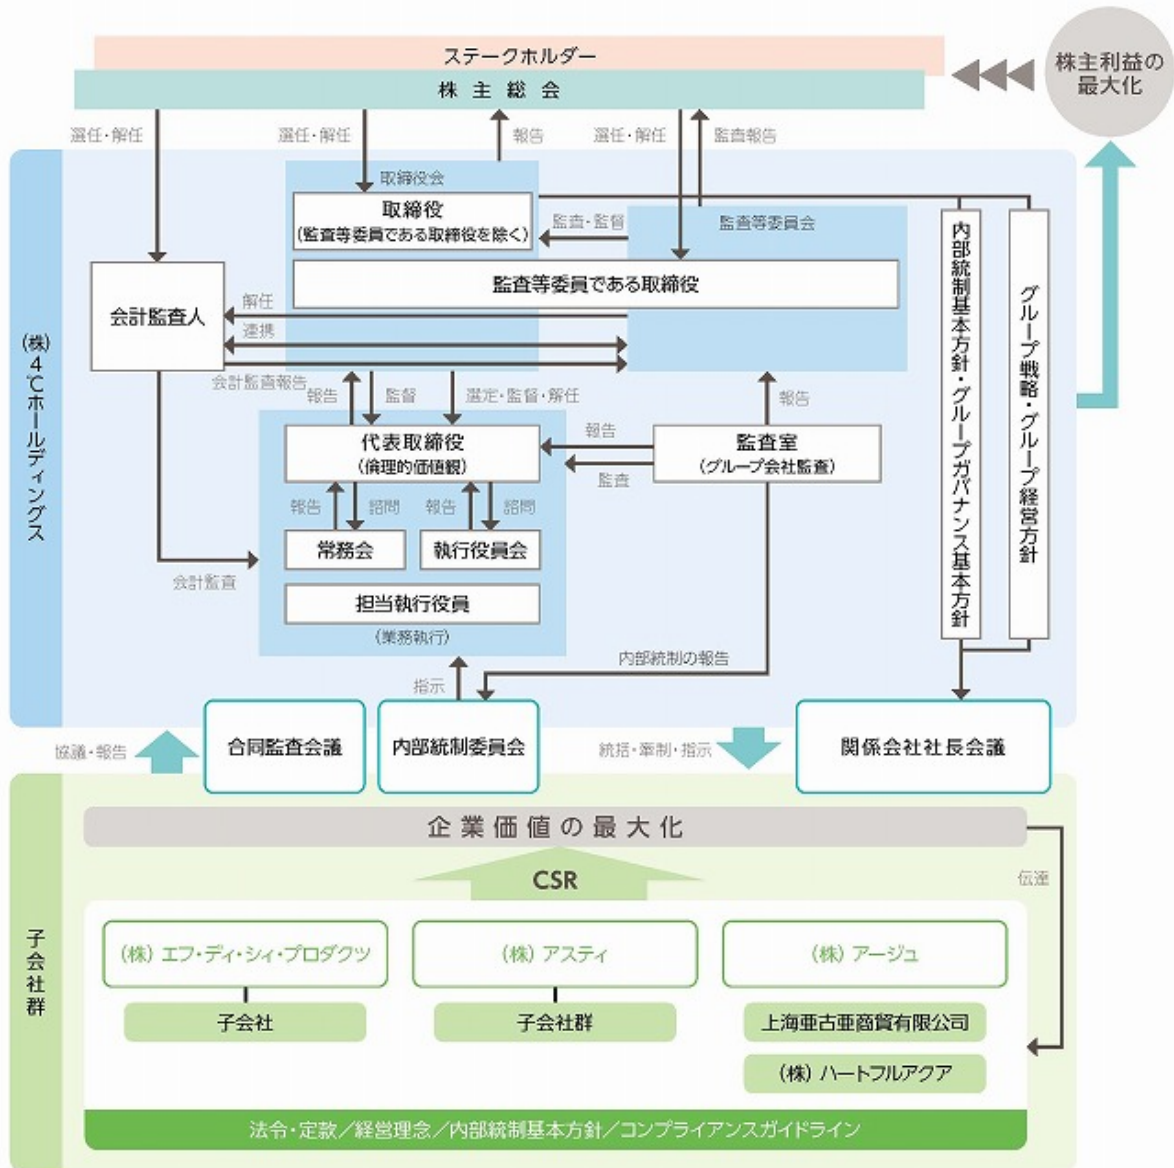 ステークホルダー
株主総会
株主利益の
最大化
選任・解任
選任・解任
報告
選任・解任
監査報告
(株)4℃ホールディングス
取締役会
取締役
(監査等委員である取締役を除く)
監査・監督
監査等委員会
監査等委員である取締役
会計監査人
解任
連携
会計監査報告
内部統制基本方針・グループガバナンス基本方針
グループ戦略・グループ経営方針
報告
監督
選定・監督・解任
報告
代表取締役
(倫理的価値観)
報告
監査
監査室
(グループ会社監査)
報告
諮問
報告
諮問
常務会
執行役員会
会計監査
担当執行役員
(業務執行)
内部統制の報告
指示
協議・報告
合同監査会議
内部統制委員会
統括・牽制・指示
関係会社社長会議
子会社群
企業価値の最大化
CSR
伝達
(株) エフ・ディ・シィ・プロダクツ
(株) アスティ
(株) アージュ
子会社
子会社群
上海亜古亜商貿有限公司
(株) ハートフルアクア
法令・定款／経営理念／内部統制基本方針／コンプライアンスガイドライン